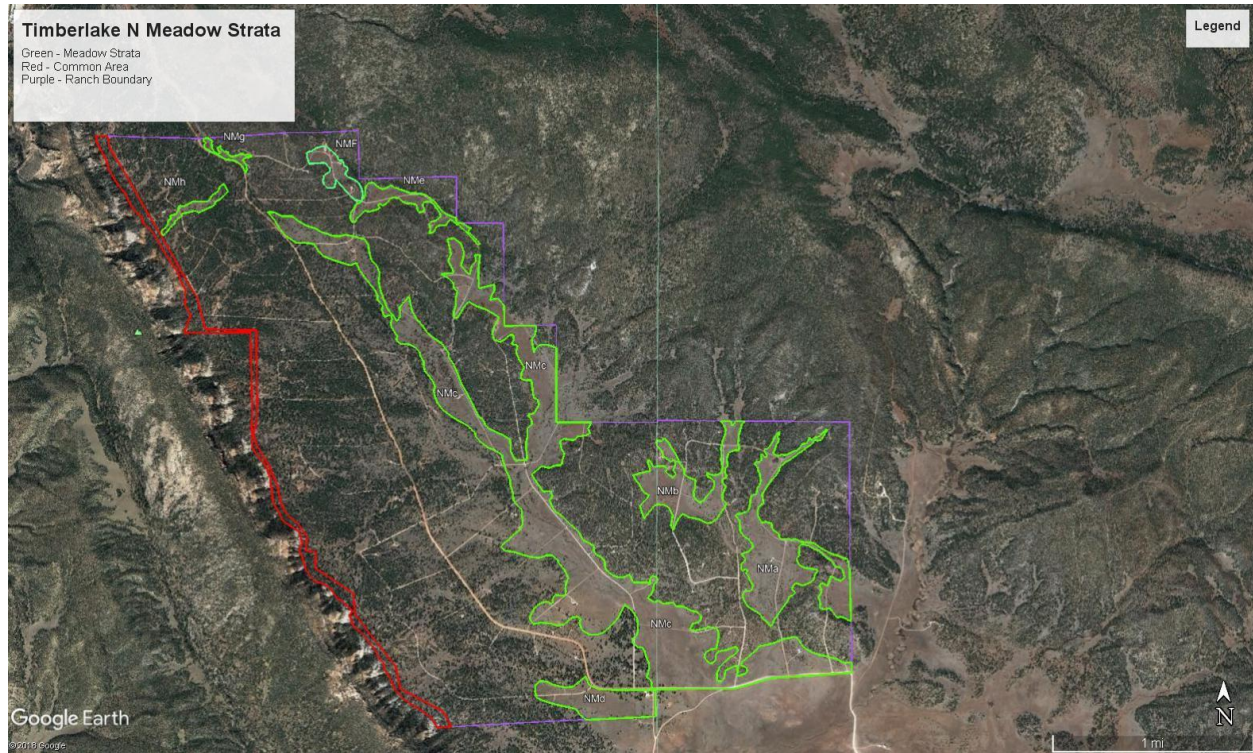 Timberlake N Meadow Strata
Green - Meadow Strata
Red - Common Area
Purple - Ranch Boundary
Legend
NMg
NMF
NMh
NMe
NMc
NMc
NMb
NMa
NMc
NMd
Google Earth
©2018 Google
N
1 mi